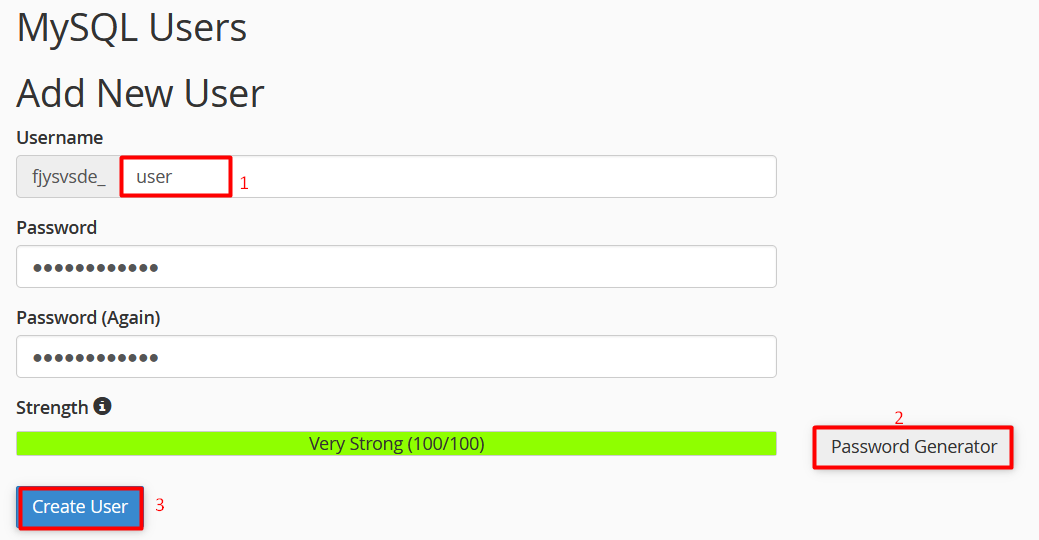 MySQL Users
Add New User
Username
fjysvsde_ user 1
Password
●●●●●●●●●●●●
Password (Again)
●●●●●●●●●●●●
Strength
2
Very Strong (100/100) Password Generator
Create User 3